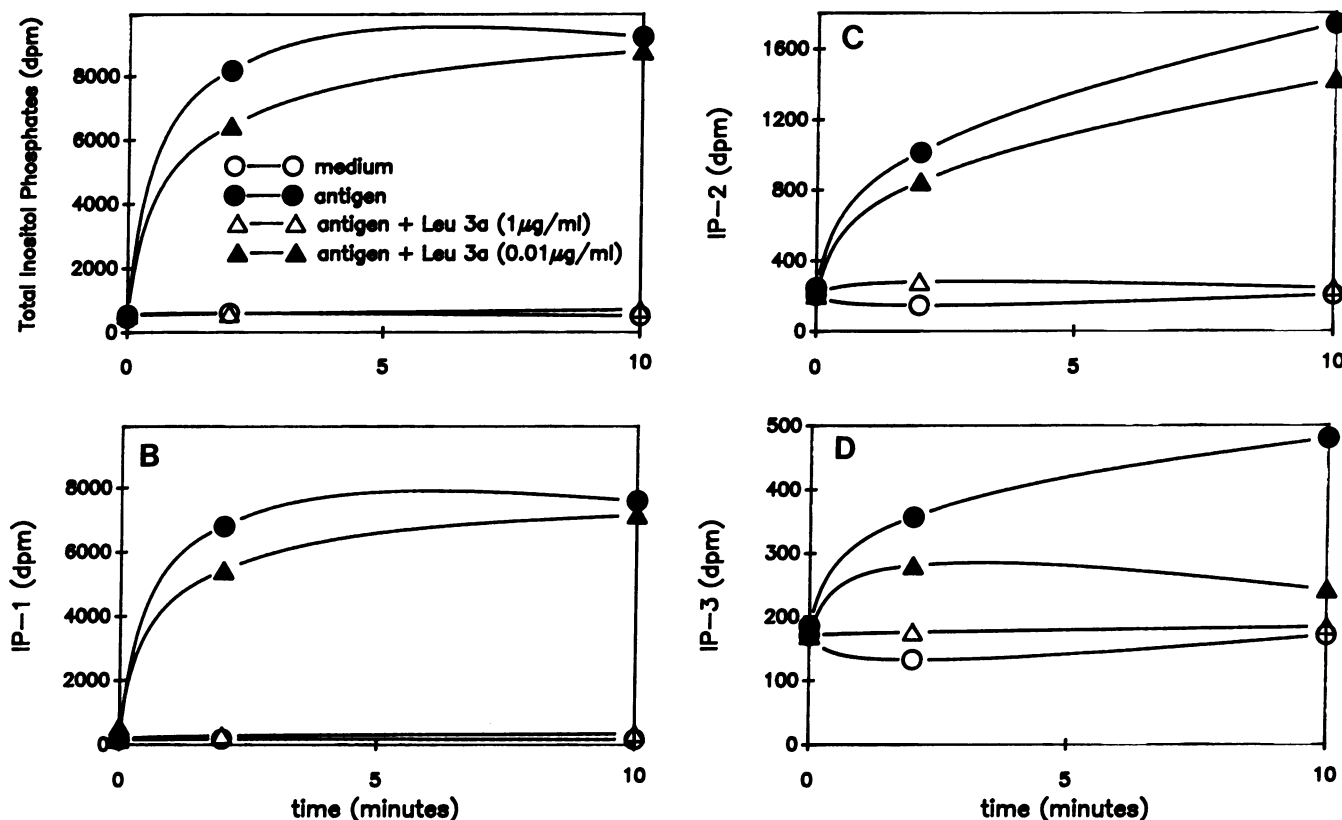 Total Inositol Phosphates (dpm)
8000
6000
4000
2000
0
0
5
10
medium
antigen
antigen + Leu 3a (1μg/ml)
antigen + Leu 3a (0.01μg/ml)
C
IP-2 (dpm)
1600
1200
800
400
0
0
5
10
B
IP-1 (dpm)
8000
6000
4000
2000
0
0
5
10
time (minutes)
D
IP-3 (dpm)
500
400
300
200
100
0
0
5
10
time (minutes)